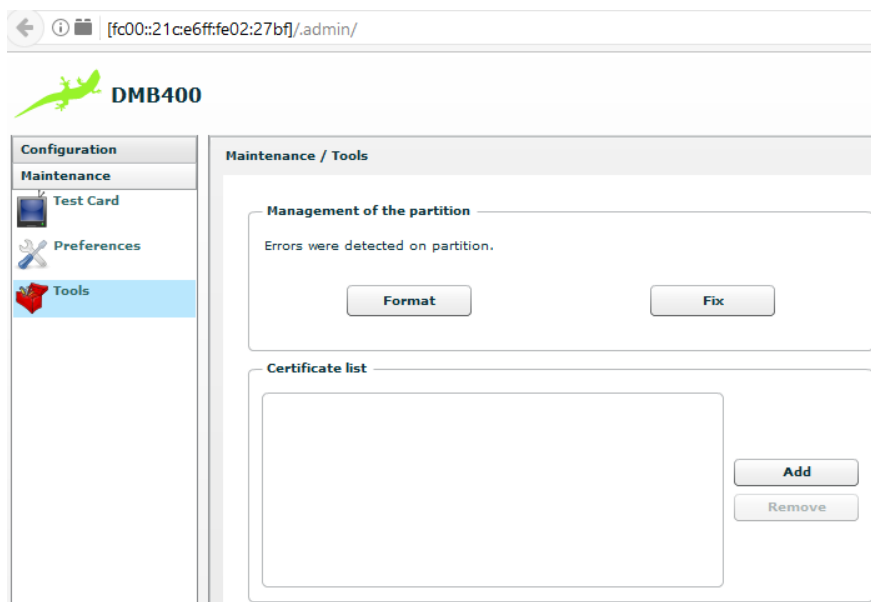 [fc00::21c:e6ff:fe02:27bf]/.admin/
DMB400
Configuration
Maintenance
Test Card
Preferences
Tools
Maintenance / Tools
Management of the partition
Errors were detected on partition.
Format Fix
Certificate list
Add
Remove